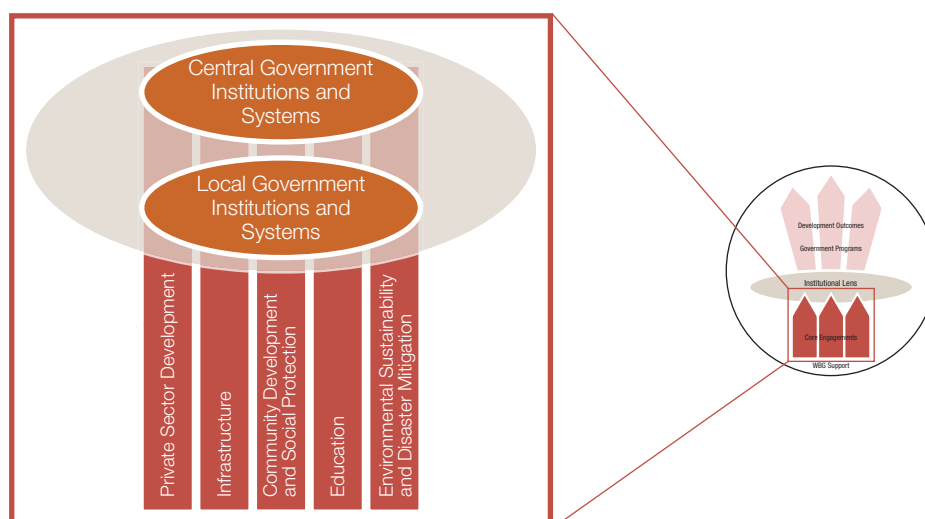 Central Government
Institutions and
Systems
Local Government
Institutions and
Systems
Private Sector Development
Infrastructure
Community Development
and Social Protection
Education
Environmental Sustainability
and Disaster Mitigation
Development Outcomes
Government Programs
Institutional Lens
Core Engagements
WBG Support